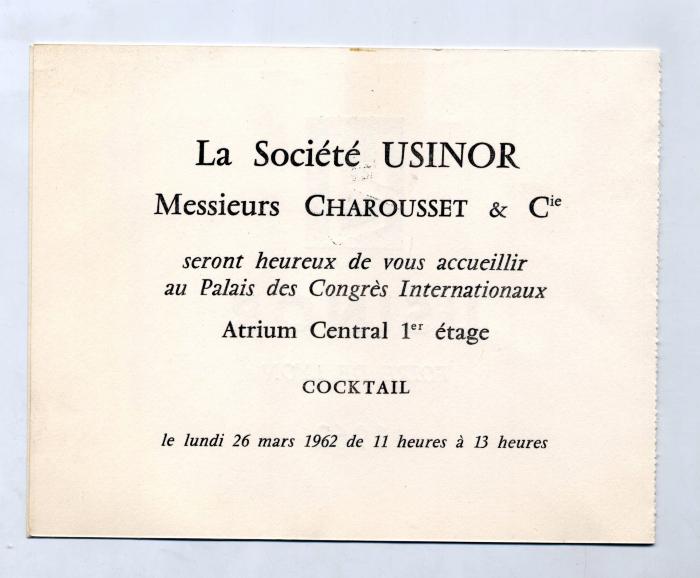 La Société USINOR
Messieurs CHAROUSSET & Cie
seront heureux de vous accueillir
au Palais des Congrès Internationaux
Atrium Central 1er étage
COCKTAIL
le lundi 26 mars 1962 de 11 heures à 13 heures